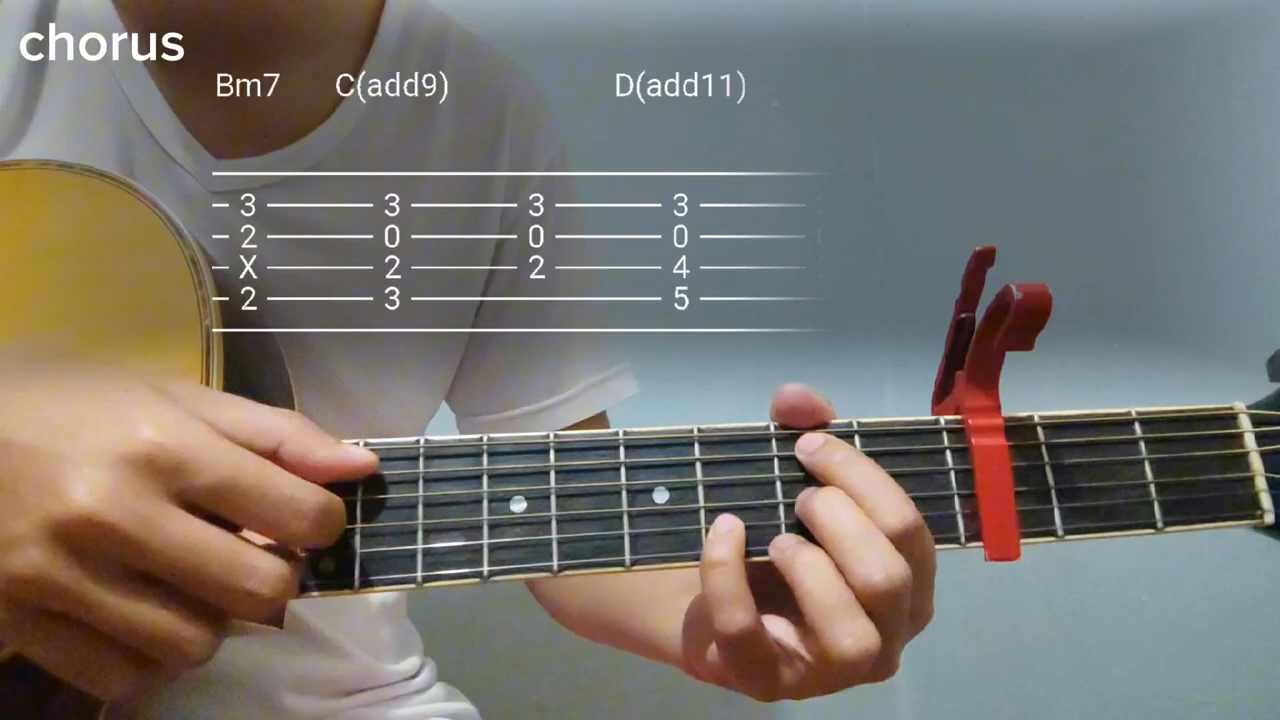 chorus
Bm7 C(add9) D(add11)
3 3 3 3
2 0 0 0
X 2 2 4
2 3 5